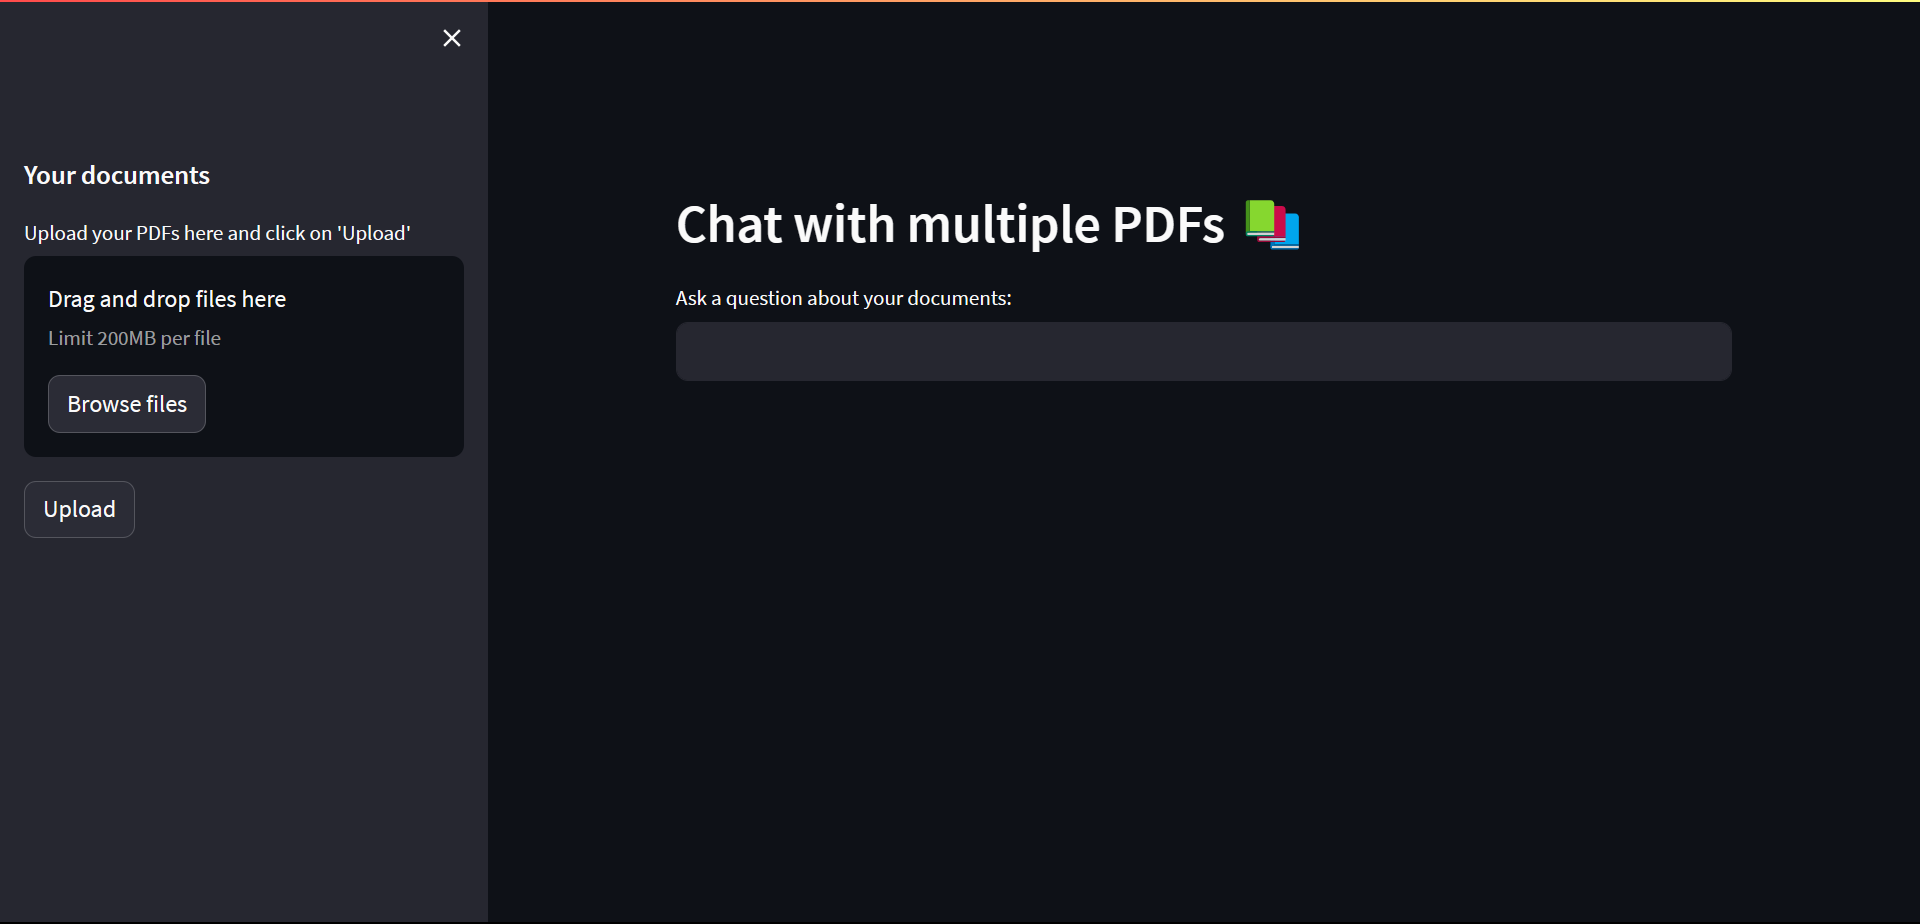 Your documents
Upload your PDFs here and click on 'Upload'
Drag and drop files here
Limit 200MB per file
Browse files
Upload
Chat with multiple PDFs 📚
Ask a question about your documents: